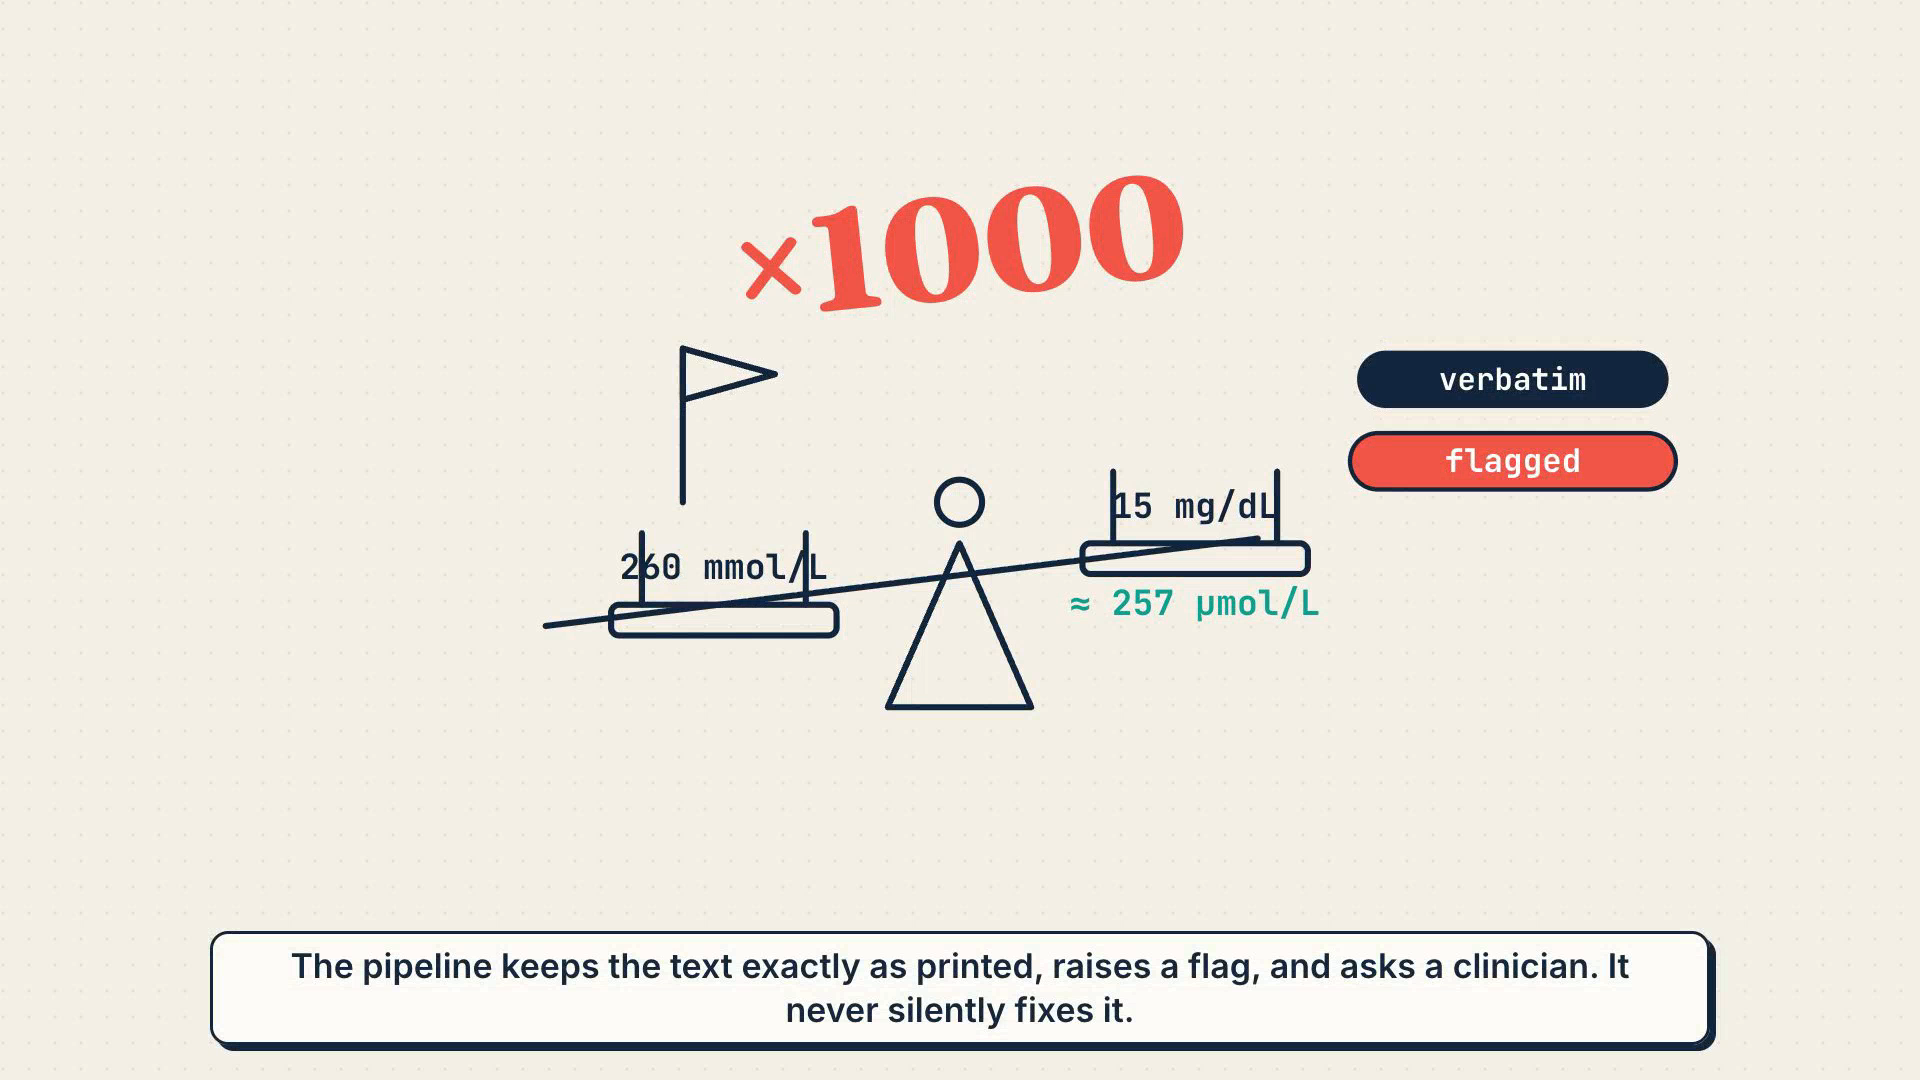 ×1000
verbatim
flagged
15 mg/dL
260 mmol/L
≈ 257 µmol/L
The pipeline keeps the text exactly as printed, raises a flag, and asks a clinician. It
never silently fixes it.